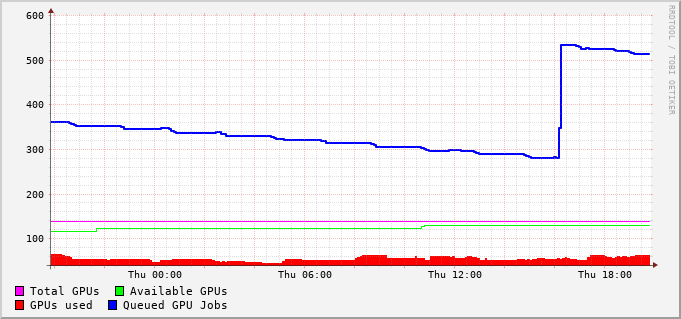 600
500
400
300
200
100
Thu 00:00 Thu 06:00 Thu 12:00 Thu 18:00
Total GPUs Available GPUs
GPUs used Queued GPU Jobs
RRDTOOL / TOBI OETIKER